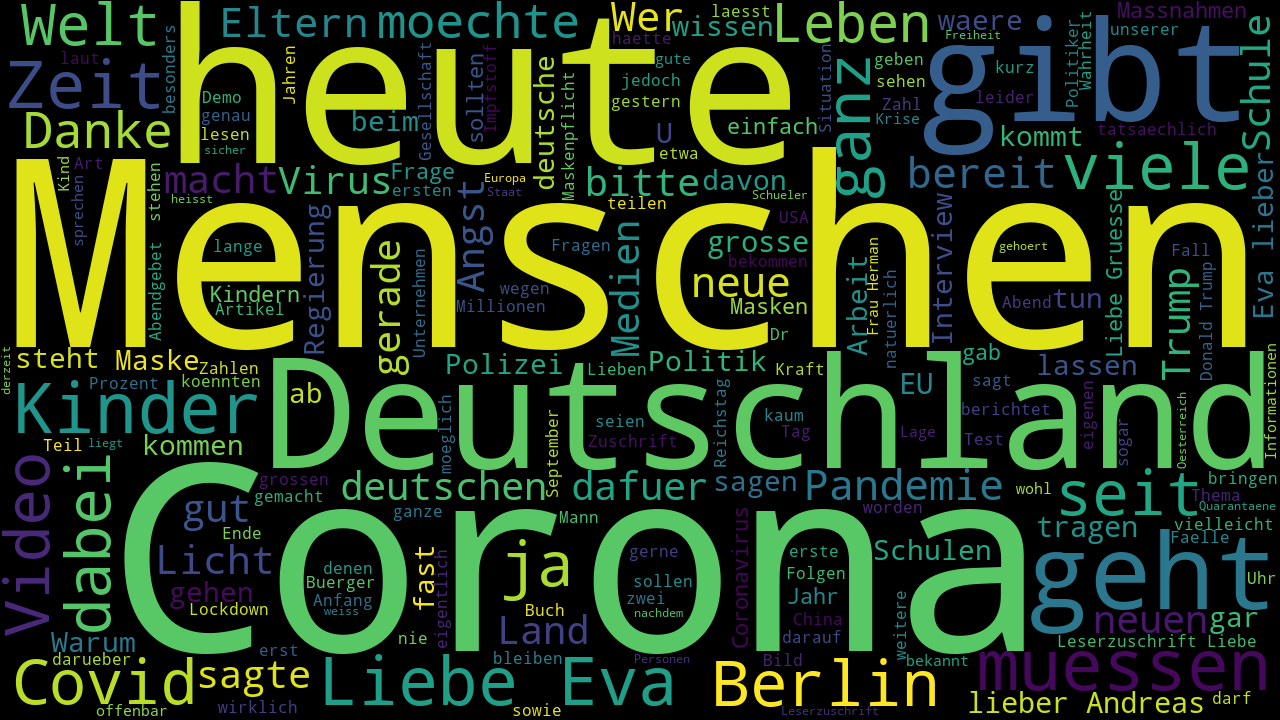 Welt
Eltern
moechte
Wer
wissen
laesst
Leben
waere
Freiheit
Massnahmen
unserer
haette
heute
gibt
Zeit
laut
besonders
Jahren
Gesellschaft
sollten
Impfstoff
deutsche
Maskenpflicht
gute
jedoch
gestern
Situation
ganz
geben
sehen
kurz
Politiker
Wahrheit
Schule
Demo
genau
lesen
sicher
beim
U
etwa
einfach
Zahl
Krise
leider
kommt
tatsaechlich
Danke
Kind
Art
sprechen
stehen
macht
heisst
Virus
Frage
ersten
Europa
Staat
bitte
teilen
davon
Schueler
bereit
viele
Menschen
Abendgebet
lange
Kindern
Artikel
Regierung
gerade
Unternehmen
Angst
wegen
Millionen
Fragen
Medien
grosse
bekommen
USA
neue
Masken
Dr
Arbeit
Frau Herman
natuerlich
Interview
gehoert
Abend
tun
Liebe Gruesse
Trump
Fall
Donald Trump
Eva lieber
derzeit
steht
Maske
Zahlen
Prozent
koennten
Kinder
Teil
liegt
kommen
ab
Deutschland
Polizei
Lieben
Politik
Kraft
EU
gab
sagt
lassen
berichtet
eigenen
sogar
Oesterreich
Informationen
moeglich
September
seien
Zuschrift
Reichstag
kaum
Tag
Lage
Test
Video
dabei
grossen
gemacht
deutschen
ganze
dafuer
sagen
Pandemie
worden
wohl
seit
bringen
Thema
Quarantaene
tragen
vielleicht
Faelle
gut
Ende
Mann
Licht
gehen
Lockdown
Corona
denen
Buerger
Anfang
weiss
fast
nie
eigentlich
ja
Buch
Land
gerne
sollen
zwei
nachdem
Coronavirus
erste
Folgen
Jahr
China
darauf
Schulen
weitere
geht
Uhr
neuen
gar
Leserzuschrift Liebe
Warum
darueber
erst
bleiben
Personen
Bild
bekannt
muessen
Covid
sagte
offenbar
wirklich
Liebe
Eva
sowie
Berlin
Leserzuschrift
lieber Andreas
darf